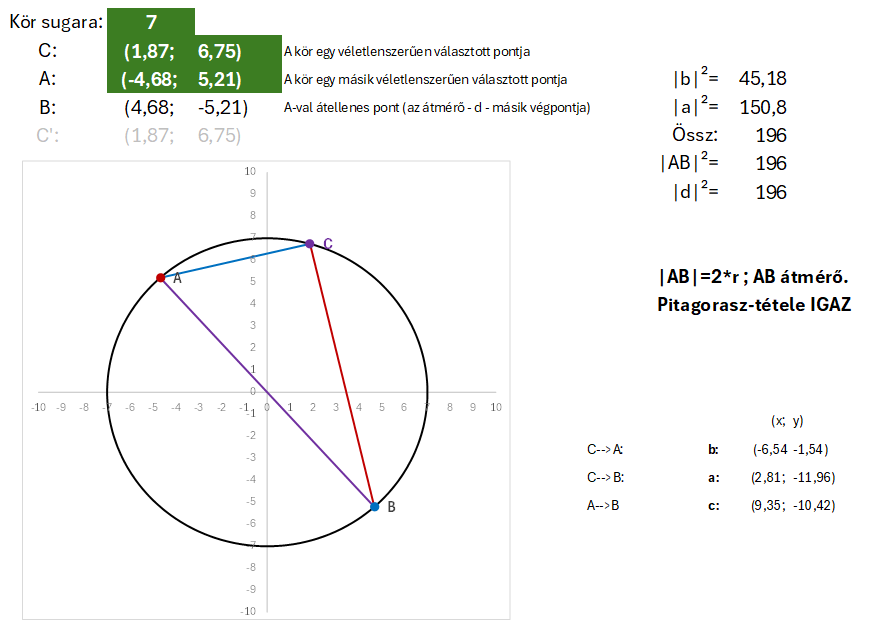 Kör sugara: 7
C: (1,87; 6,75) A kör egy véletlenszerűen választott pontja
A: (-4,68; 5,21) A kör egy másik véletlenszerűen választott pontja
B: (4,68; -5,21) A-val átellenes pont (az átmérő - d - másik végpontja)
C': (1,87; 6,75)
|b|²= 45,18
|a|²= 150,8
Össz: 196
|AB|²= 196
|d|²= 196
|AB|=2*r ; AB átmérő.
Pitagorasz-tétele IGAZ
10
9
8
7
C
6
A
5
4
3
2
1
0
-10 -9 -8 -7 -6 -5 -4 -3 -2 -1 0 1 2 3 4 5 6 7 8 9 10
-1
-2
-3
-4
-5
B
-6
-7
-8
-9
-10
(x; y)
C-->A: b: (-6,54 -1,54)
C-->B: a: (2,81; -11,96)
A-->B c: (9,35; -10,42)